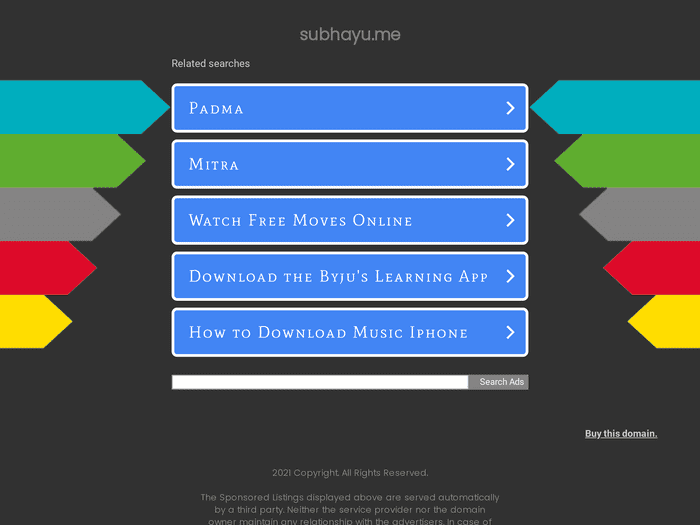 subhayu.me
Related searches
Padma
Mitra
Watch Free Moves Online
Download the Byju's Learning App
How to Download Music Iphone
Search Ads
Buy this domain.
2021 Copyright. All Rights Reserved.
The Sponsored Listings displayed above are served automatically
by a third party. Neither the service provider nor the domain
owner maintain any relationship with the advertisers. In case of